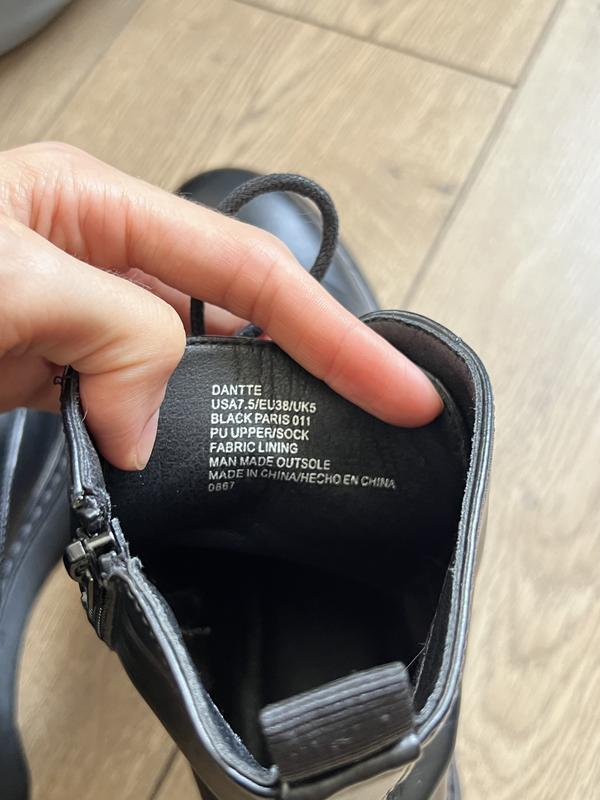 DANTTE
USA7.5/EU38/UK5
BLACK PARIS 011
PU UPPER/SOCK
FABRIC LINING
MAN MADE OUTSOLE
MADE IN CHINA/HECHO EN CHINA
0867